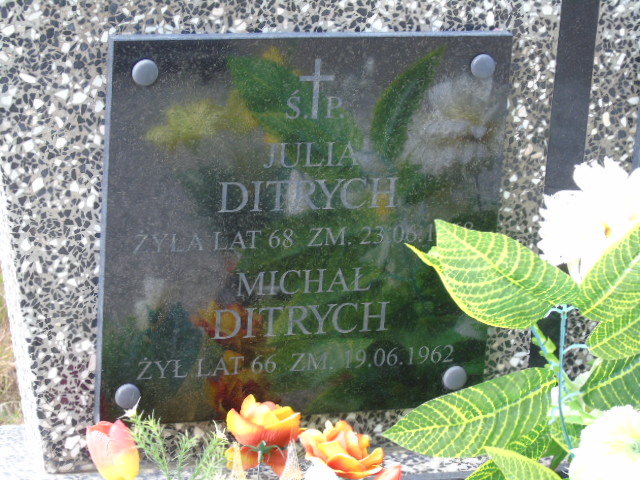 Ś.P.
JULIA
DITRYCH
ŻYŁA LAT 68 ZM.
MICHAŁ
DITRYCH
ŻYŁ LAT 66 ZM. 19.06.1962